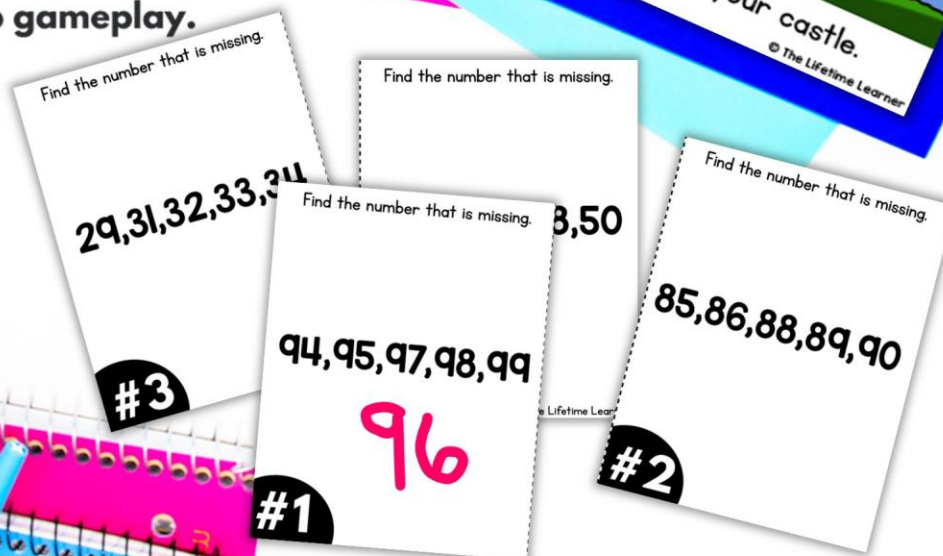 gameplay.
your castle.
© The Lifetime Learner
Find the number that is missing.
29,31,32,33,34
#3
Find the number that is missing.
8,50
Lifetime
Find the number that is missing.
94,95,97,98,99
96
#1
Find the number that is missing.
85,86,88,89,90
#2